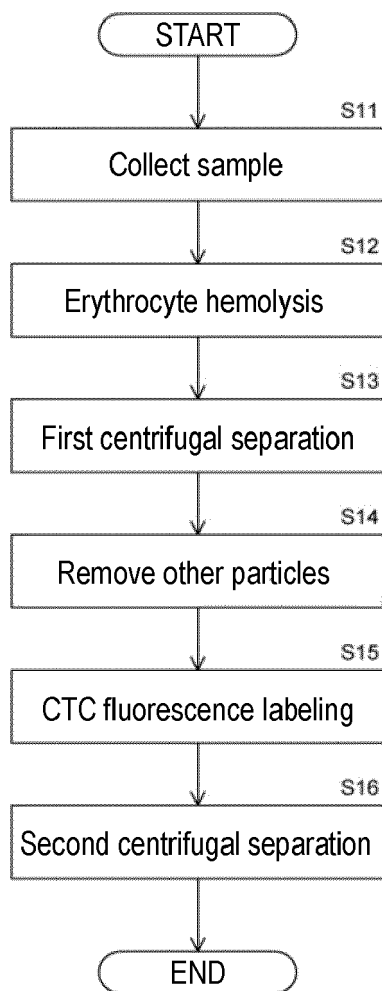 START
S11
Collect sample
S12
Erythrocyte hemolysis
S13
First centrifugal separation
S14
Remove other particles
S15
CTC fluorescence labeling
S16
Second centrifugal separation
END